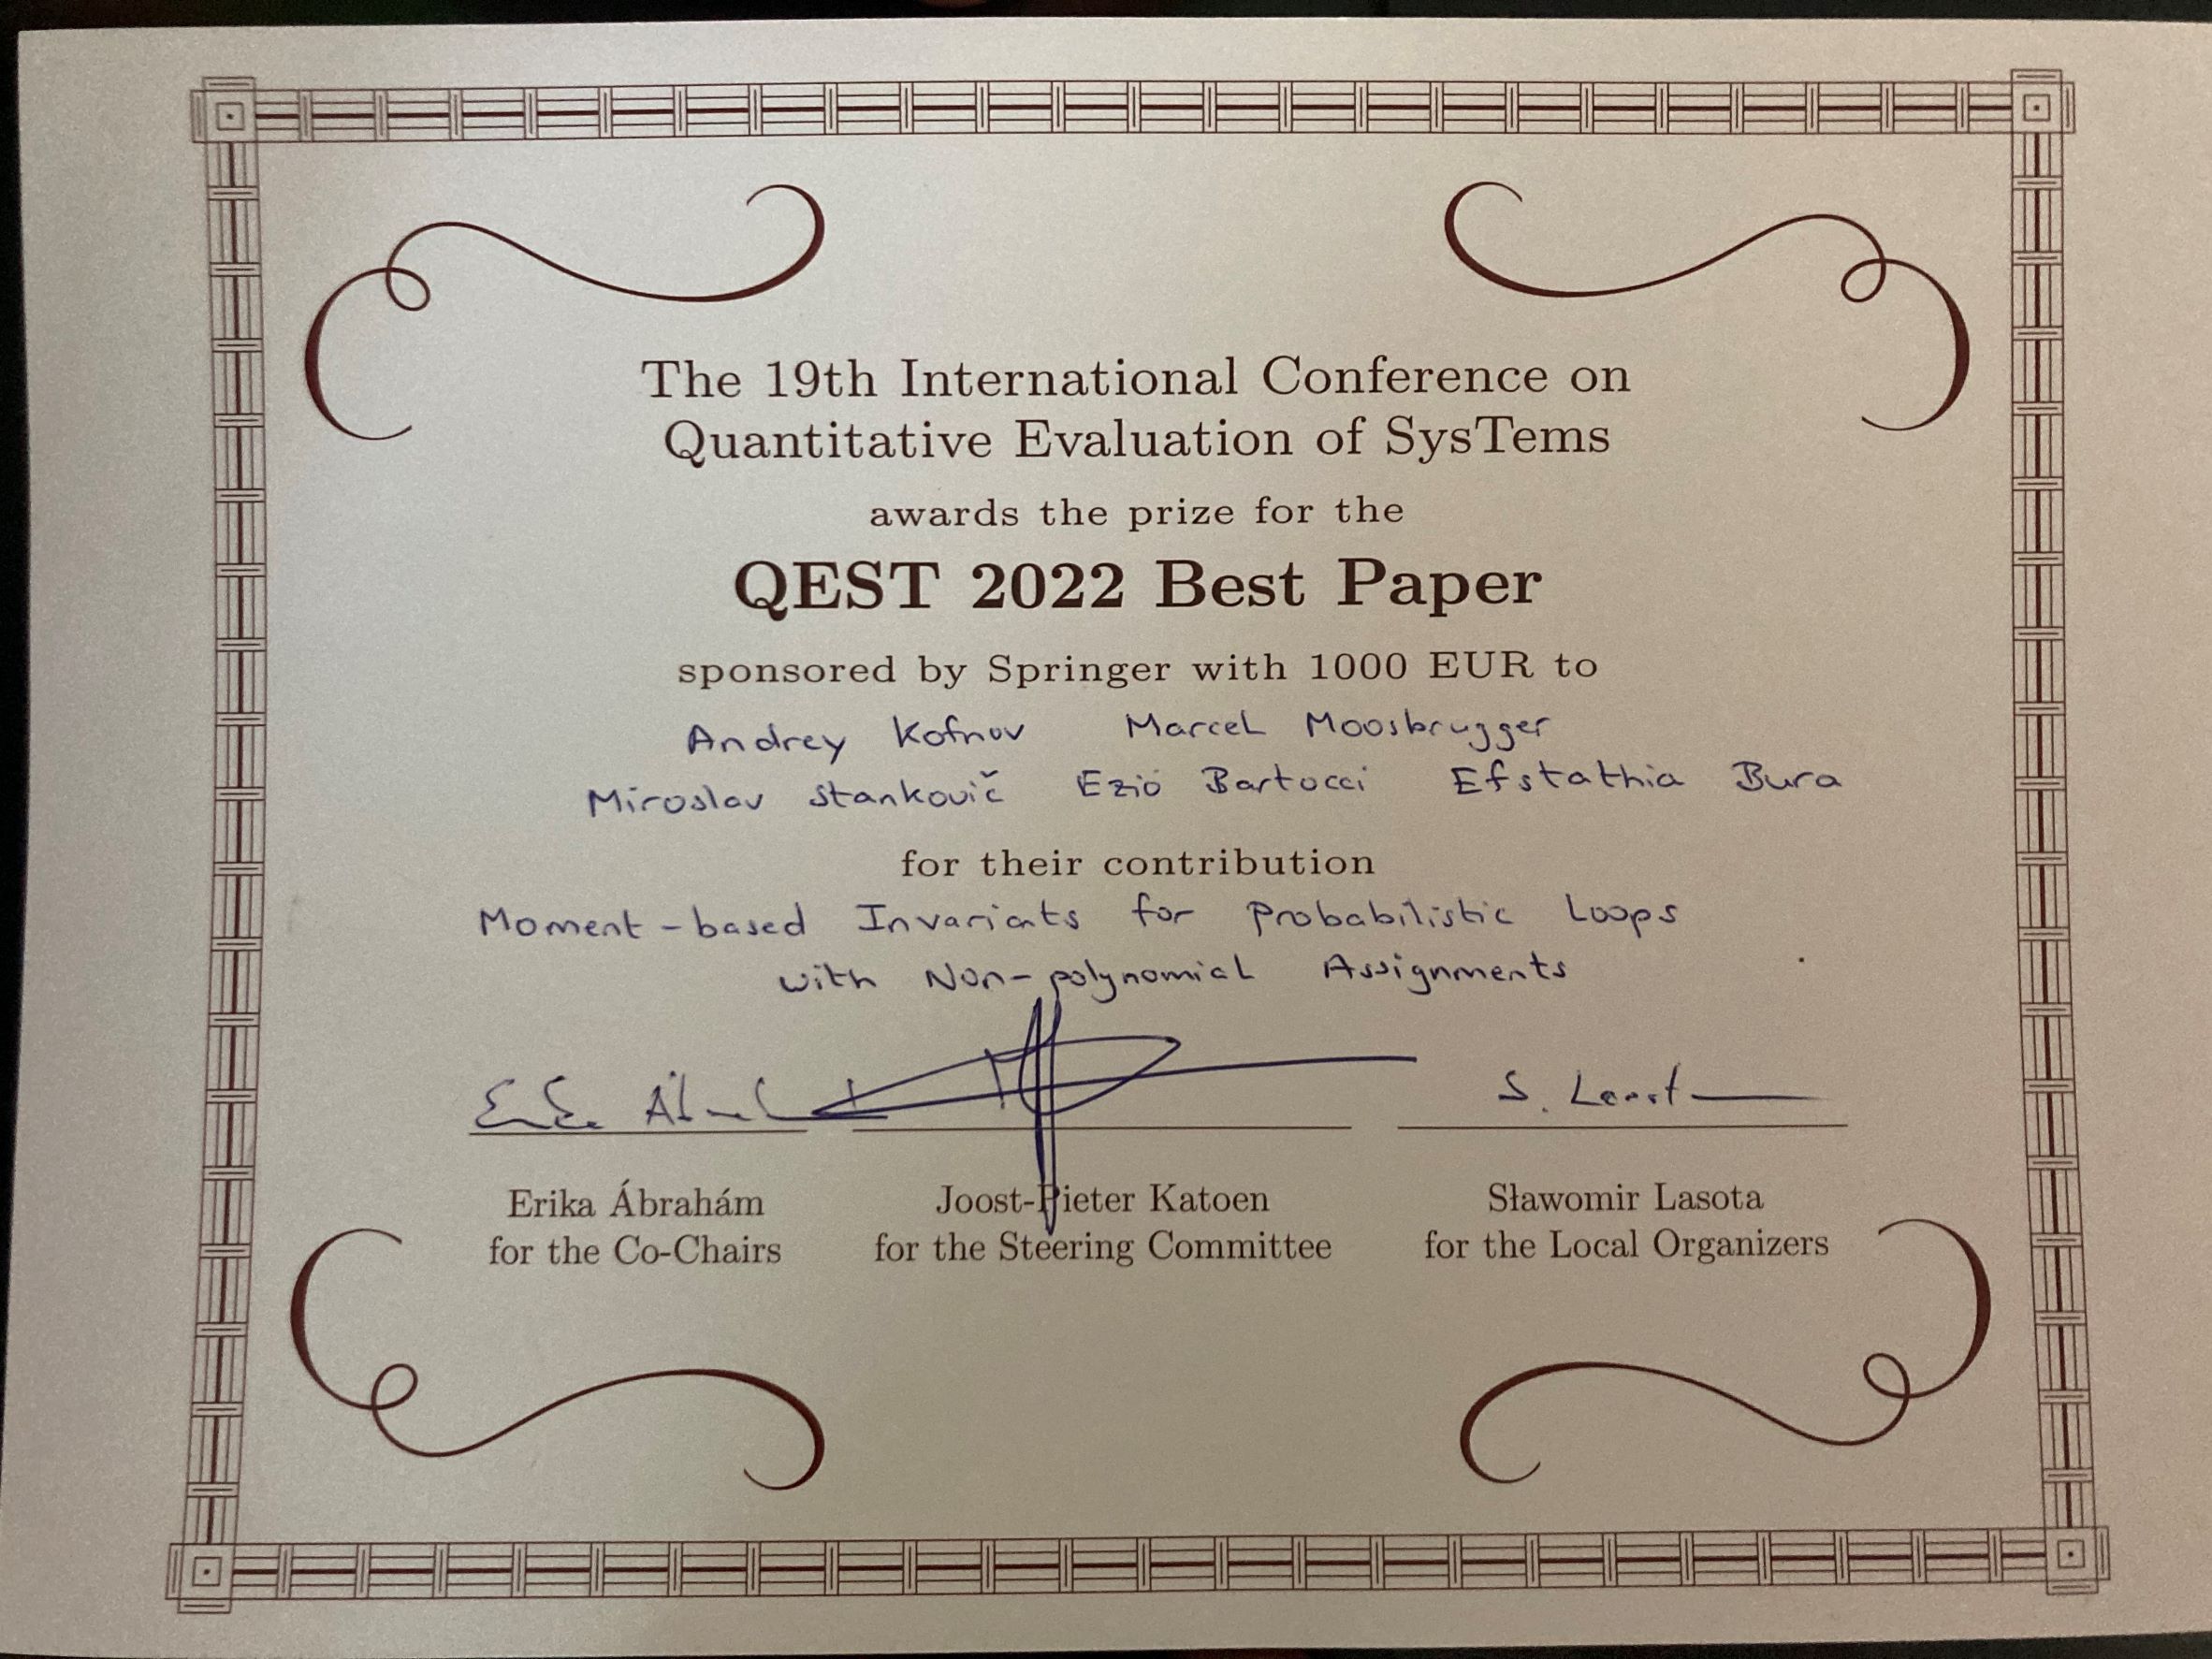 The 19th International Conference on
Quantitative Evaluation of SysTems
awards the prize for the
QEST 2022 Best Paper
sponsored by Springer with 1000 EUR to
Andrey Kofnov Marcel Moosbrugger
Miroslav Stankovič Ezio Bartocci Efstathia Bura
for their contribution
Moment-based Invariants for Probabilistic Loops
with Non-polynomial Assignments
S. Lasota
Erika Ábrahám Joost-Pieter Katoen Sławomir Lasota
for the Co-Chairs for the Steering Committee for the Local Organizers